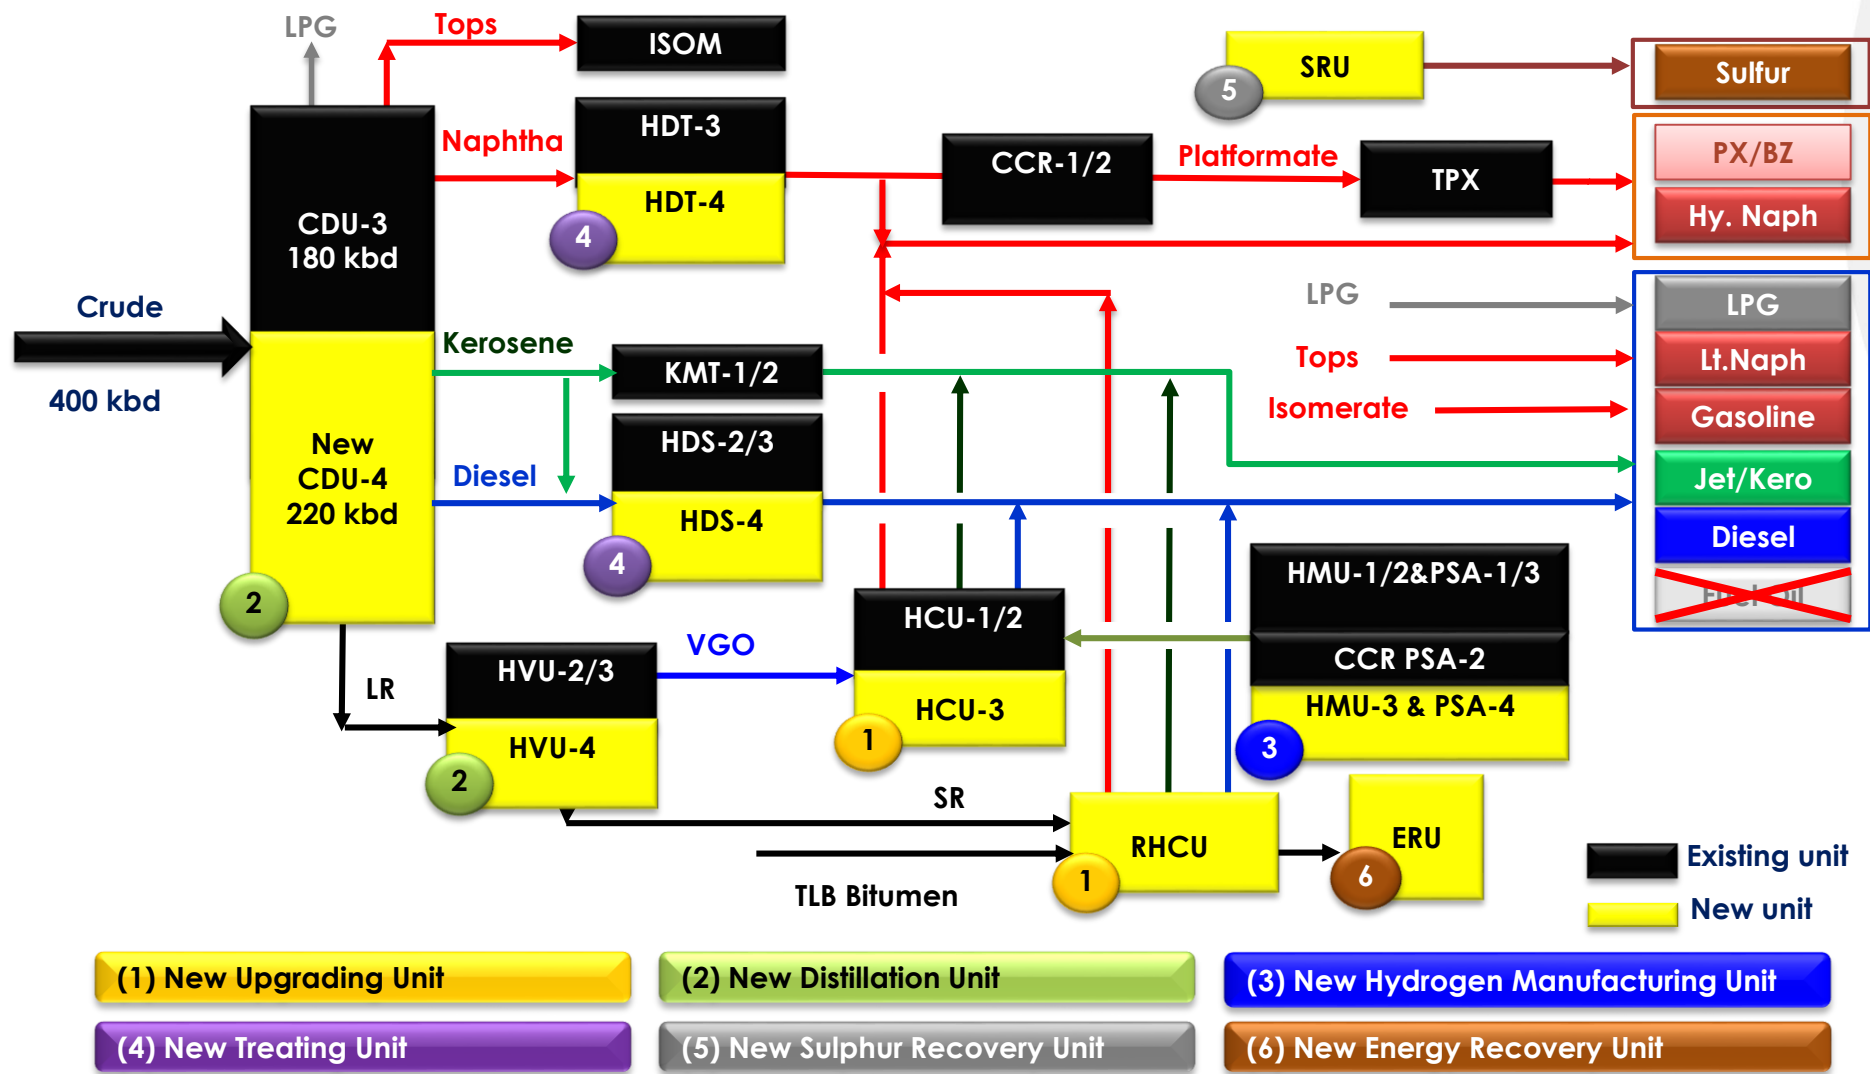 LPG
Tops
ISOM
SRU
5
Sulfur
HDT-3
HDT-4
4
Naphtha
CCR-1/2
Platformate
TPX
PX/BZ
Hy. Naph
CDU-3
180 kbd
Crude
400 kbd
New
CDU-4
220 kbd
2
Kerosene
KMT-1/2
LPG
LPG
Tops
Lt.Naph
Isomerate
Gasoline
HDS-2/3
HDS-4
4
Diesel
Jet/Kero
Diesel
Fuel Oil
HMU-1/2&PSA-1/3
CCR PSA-2
HMU-3 & PSA-4
3
HCU-1/2
HCU-3
1
VGO
LR
HVU-2/3
HVU-4
2
SR
TLB Bitumen
RHCU
1
ERU
6
Existing unit
New unit
(1) New Upgrading Unit
(2) New Distillation Unit
(3) New Hydrogen Manufacturing Unit
(4) New Treating Unit
(5) New Sulphur Recovery Unit
(6) New Energy Recovery Unit